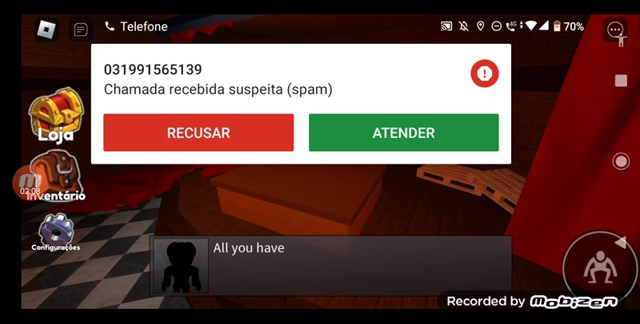 Telefone
4G
70%
031991565139
Chamada recebida suspeita (spam)
RECUSAR
ATENDER
Loja
02:08
Inventário
Configurações
All you have
Recorded by Mobizen